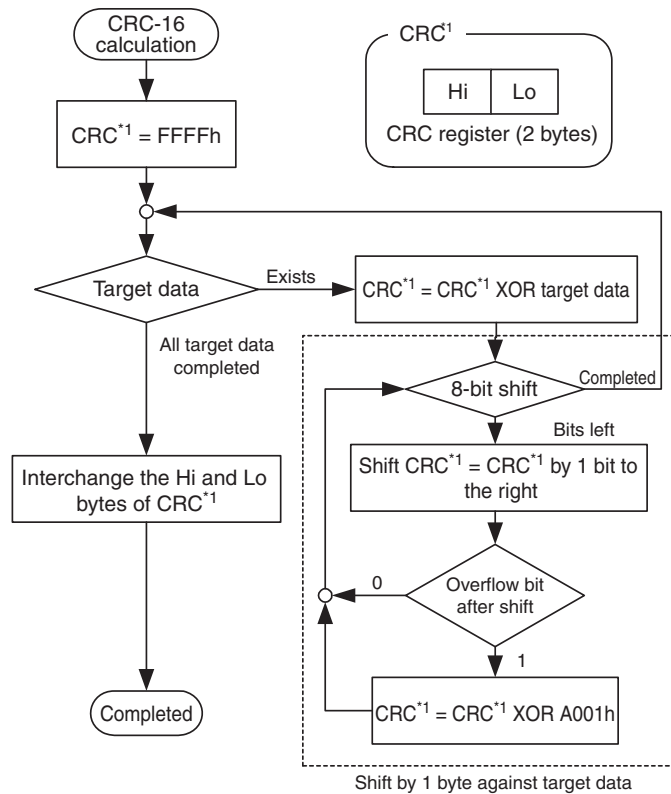 CRC-16
calculation
CRC*1
Hi
Lo
CRC register (2 bytes)
CRC*1 = FFFFh
Target data
Exists
CRC*1 = CRC*1 XOR target data
All target data
completed
8-bit shift
Completed
Bits left
Interchange the Hi and Lo
bytes of CRC*1
Shift CRC*1 = CRC*1 by 1 bit to
the right
Overflow bit
after shift
0
1
CRC*1 = CRC*1 XOR A001h
Completed
Shift by 1 byte against target data